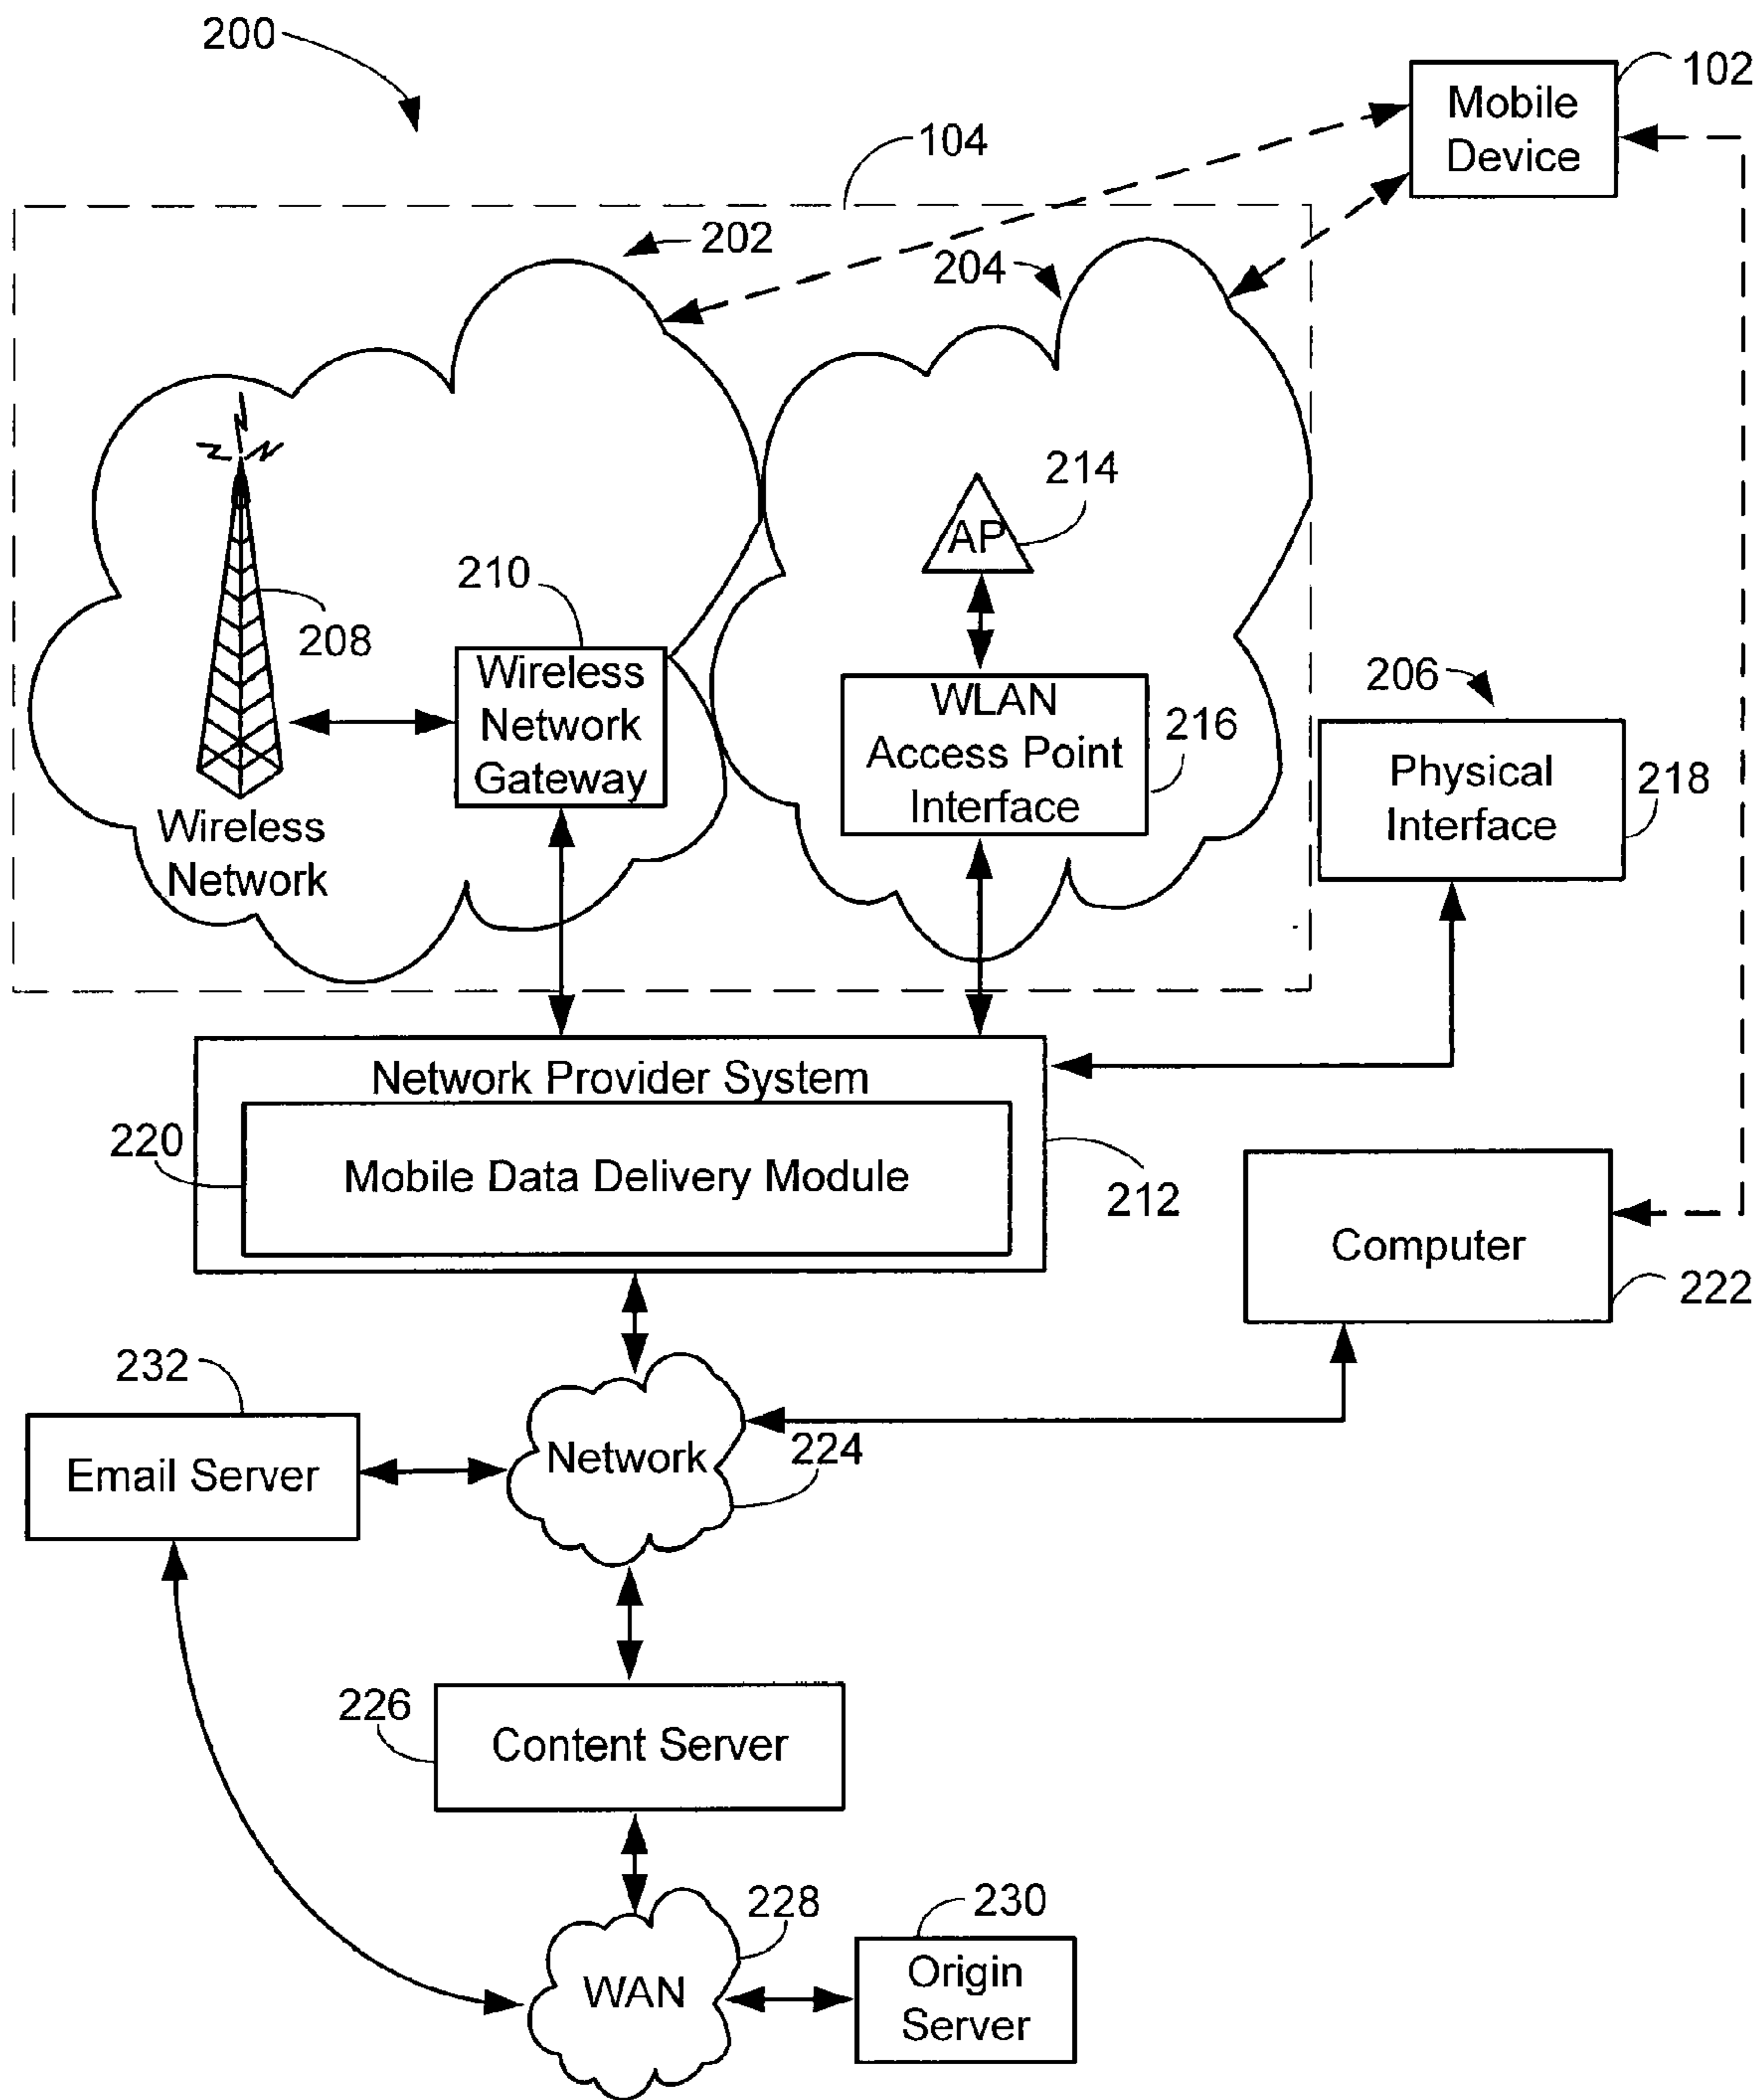 200
102
Mobile
Device
104
202
204
214
AP
210
208
Wireless
Network
Gateway
WLAN
Access Point
Interface
216
206
Physical
Interface
218
Wireless
Network
Network Provider System
220
Mobile Data Delivery Module
212
Computer
222
232
Email Server
Network
224
226
Content Server
228
WAN
230
Origin
Server